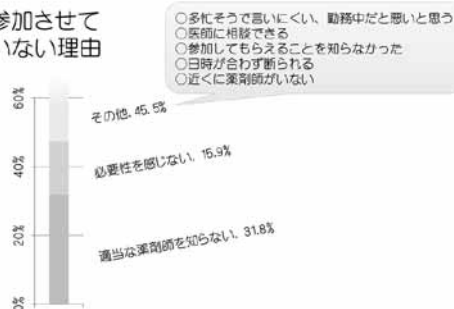 参加させて
いない理由
○多忙そうで言いにくい、勤務中だと悪いと思う
○医師に相談できる
○参加してもらえることを知らなかった
○日時が合わず断られる
○近くに薬剤師がいない
60%
その他, 45.5%
必要性を感じない, 15.9%
40%
適当な薬剤師を知らない, 31.8%
20%
0%